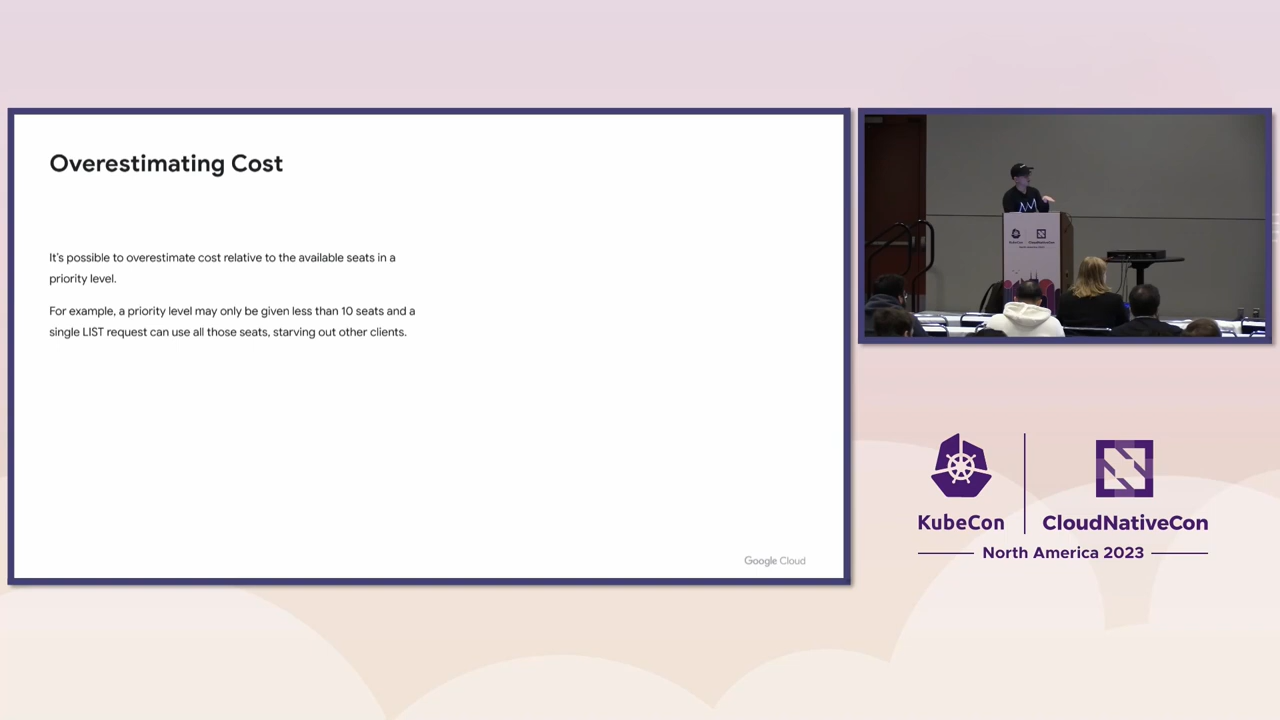 Overestimating Cost
It's possible to overestimate cost relative to the available seats in a
priority level.
For example, a priority level may only be given less than 10 seats and a
single LIST request can use all those seats, starving out other clients.
Google Cloud
KubeCon
CloudNativeCon
KubeCon
CloudNativeCon
North America 2023